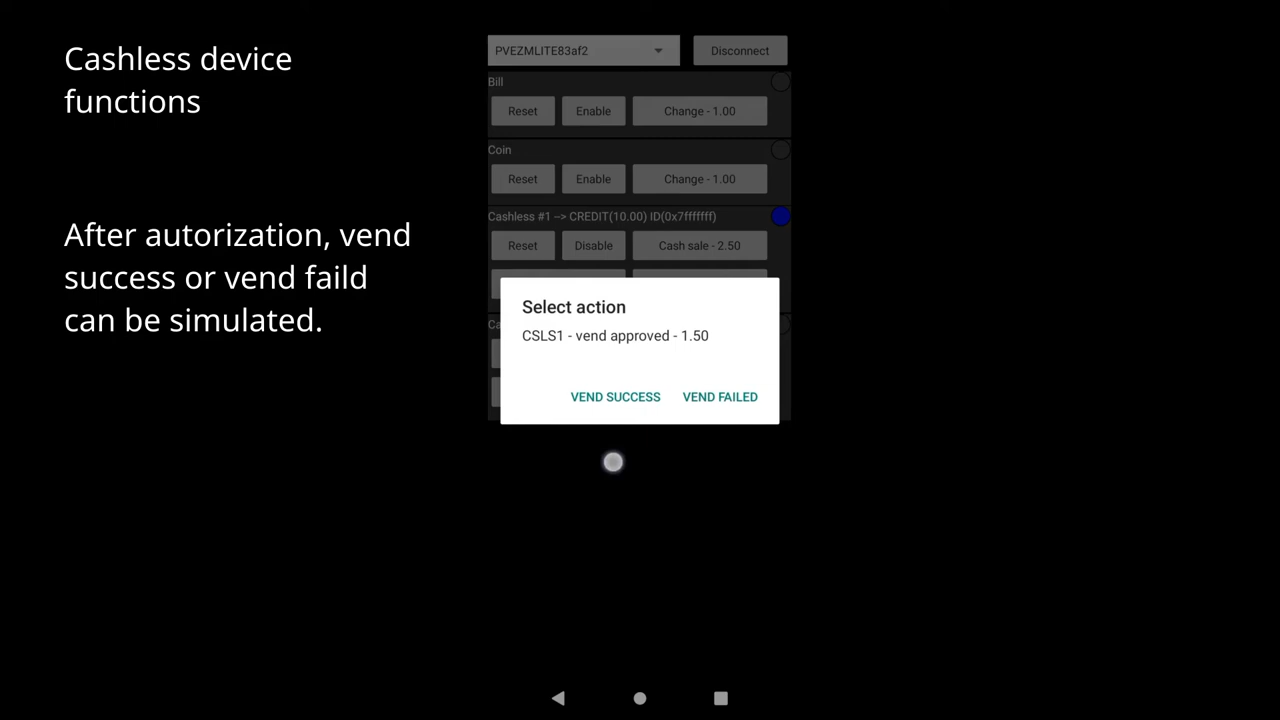 Cashless device
functions
After autorization, vend
success or vend faild
can be simulated.
PVEZMLITE83af2
Disconnect
Bill
Reset
Enable
Change - 1.00
Coin
Reset
Enable
Change - 1.00
Cashless #1 --> CREDIT(10.00) ID(0x7fffffff)
Reset
Disable
Cash sale - 2.50
Select action
CSLS1 - vend approved - 1.50
VEND SUCCESS
VEND FAILED